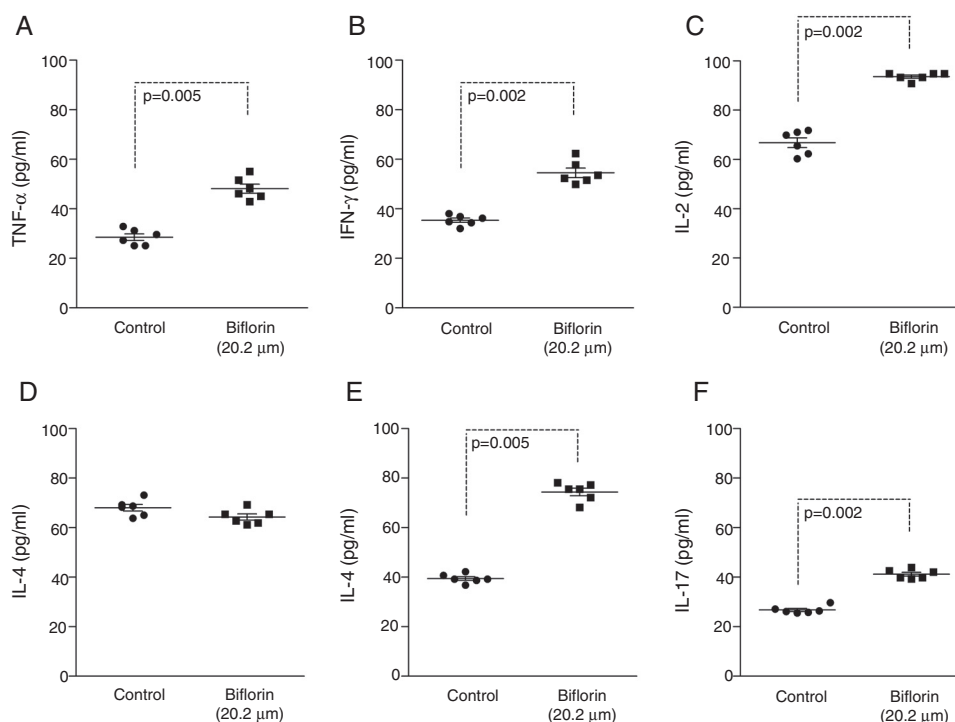 A
100
80
60
40
20
0
TNF-α (pg/ml)
p=0.005
Control
Biflorin
(20.2 μm)
B
100
80
60
40
20
0
IFN-γ (pg/ml)
p=0.002
Control
Biflorin
(20.2 μm)
C
100
80
60
40
20
0
IL-2 (pg/ml)
p=0.002
Control
Biflorin
(20.2 μm)
D
100
80
60
40
20
0
IL-4 (pg/ml)
Control
Biflorin
(20.2 μm)
E
100
80
60
40
20
0
IL-4 (pg/ml)
p=0.005
Control
Biflorin
(20.2 μm)
F
100
80
60
40
20
0
IL-17 (pg/ml)
p=0.002
Control
Biflorin
(20.2 μm)